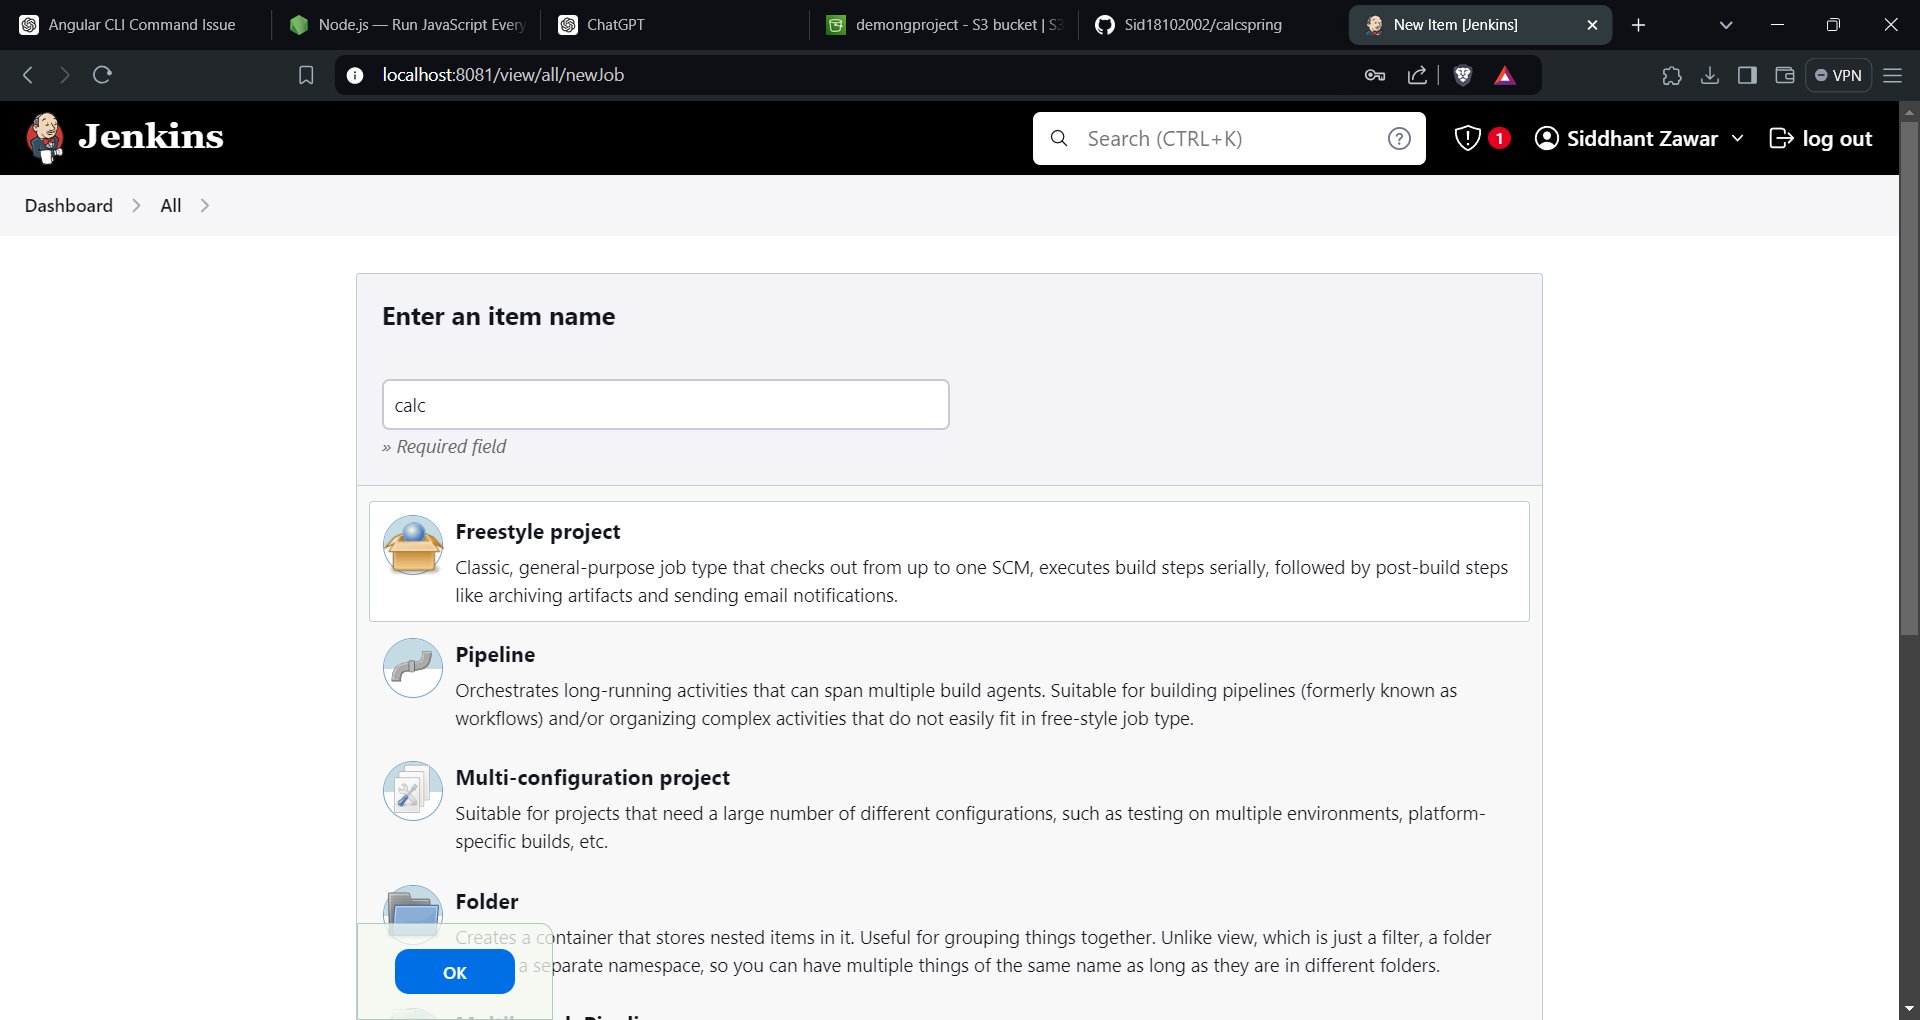 Angular CLI Command Issue
Node.js — Run JavaScript Every
ChatGPT
demongproject - S3 bucket | S3
Sid18102002/calcspring
New Item [Jenkins]
localhost:8081/view/all/newJob
VPN
Jenkins
Search (CTRL+K)
?
1
Siddhant Zawar
log out
Dashboard
All
Enter an item name
calc
» Required field
Freestyle project
Classic, general-purpose job type that checks out from up to one SCM, executes build steps serially, followed by post-build steps
like archiving artifacts and sending email notifications.
Pipeline
Orchestrates long-running activities that can span multiple build agents. Suitable for building pipelines (formerly known as
workflows) and/or organizing complex activities that do not easily fit in free-style job type.
Multi-configuration project
Suitable for projects that need a large number of different configurations, such as testing on multiple environments, platform-
specific builds, etc.
Folder
Creates a container that stores nested items in it. Useful for grouping things together. Unlike view, which is just a filter, a folder
a separate namespace, so you can have multiple things of the same name as long as they are in different folders.
OK